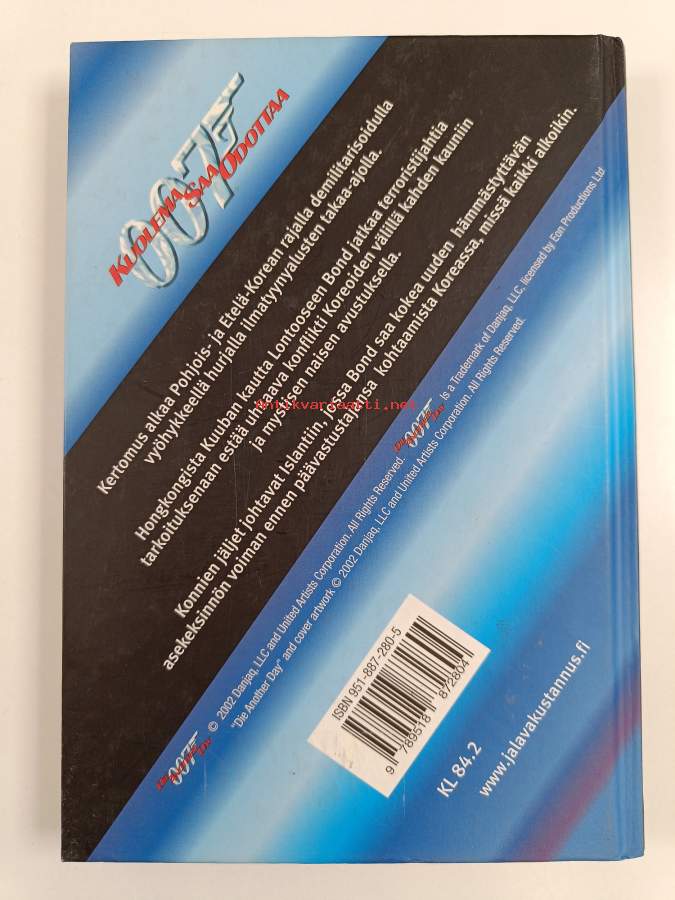 007
KUOLEMA SAA ODOTTAA
Kertomus alkaa Pohjois- ja Etelä-Korean rajalla demilitarisoidulla
vyöhykkeellä hurjalla ilmatyynyalusten takaa-ajolla.
Hongkongista Kuuban kautta Lontooseen Bond jatkaa terroristijahtia
tarkoituksenaan estää uhkaava konflikti Koreoiden välillä kahden kauniin
ja mystisen naisen avustuksella.
Konnien jäljet johtavat Islantiin, jossa Bond saa kokea uuden hämmästyttävän
asekeksinnön voiman ennen päävastustajansa kohtaamista Koreassa, missä kaikki alkoikin.
Antikvariaatti.net
007 © 2002 Danjaq, LLC and United Artists Corporation. All Rights Reserved. 007 is a Trademark of Danjaq, LLC, licensed by Eon Productions Ltd
"Die Another Day" and cover artwork © 2002 Danjaq, LLC and United Artists Corporation. All Rights Reserved.
ISBN 951-887-280-5
9 789518 872804
KL 84.2
www.jalavakustannus.fi